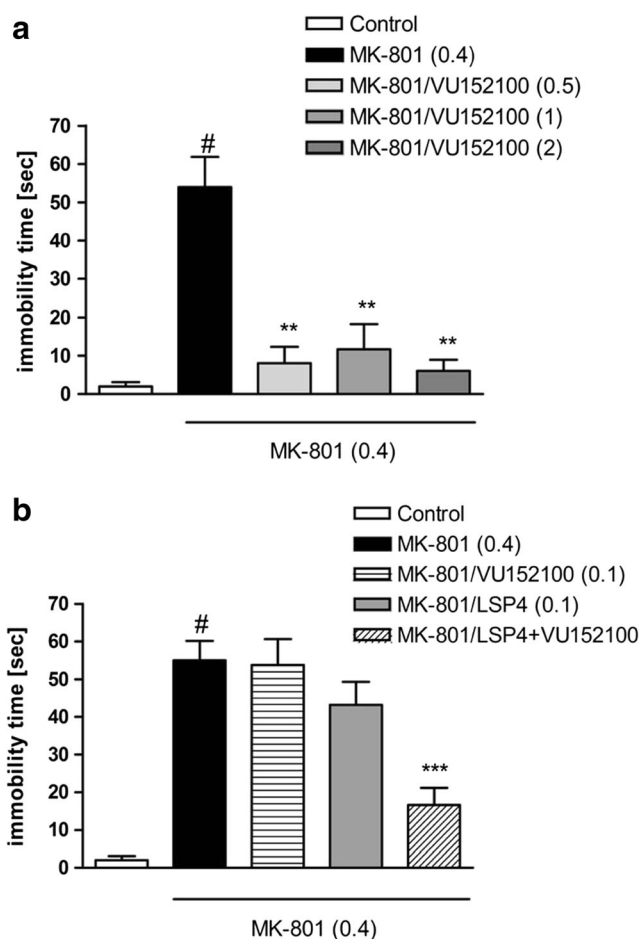 a
Control
MK-801 (0.4)
MK-801/VU152100 (0.5)
MK-801/VU152100 (1)
MK-801/VU152100 (2)
immobility time [sec]
70
60
50
40
30
20
10
0
#
**
**
**
MK-801 (0.4)
b
Control
MK-801 (0.4)
MK-801/VU152100 (0.1)
MK-801/LSP4 (0.1)
MK-801/LSP4+VU152100
immobility time [sec]
70
60
50
40
30
20
10
0
#
***
MK-801 (0.4)